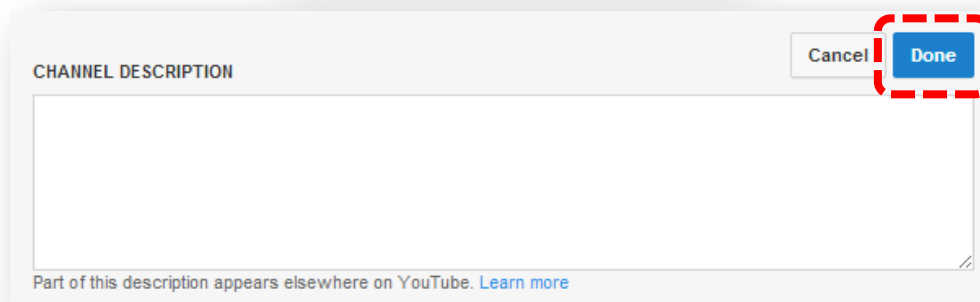 Cancel Done
CHANNEL DESCRIPTION
Part of this description appears elsewhere on YouTube. Learn more